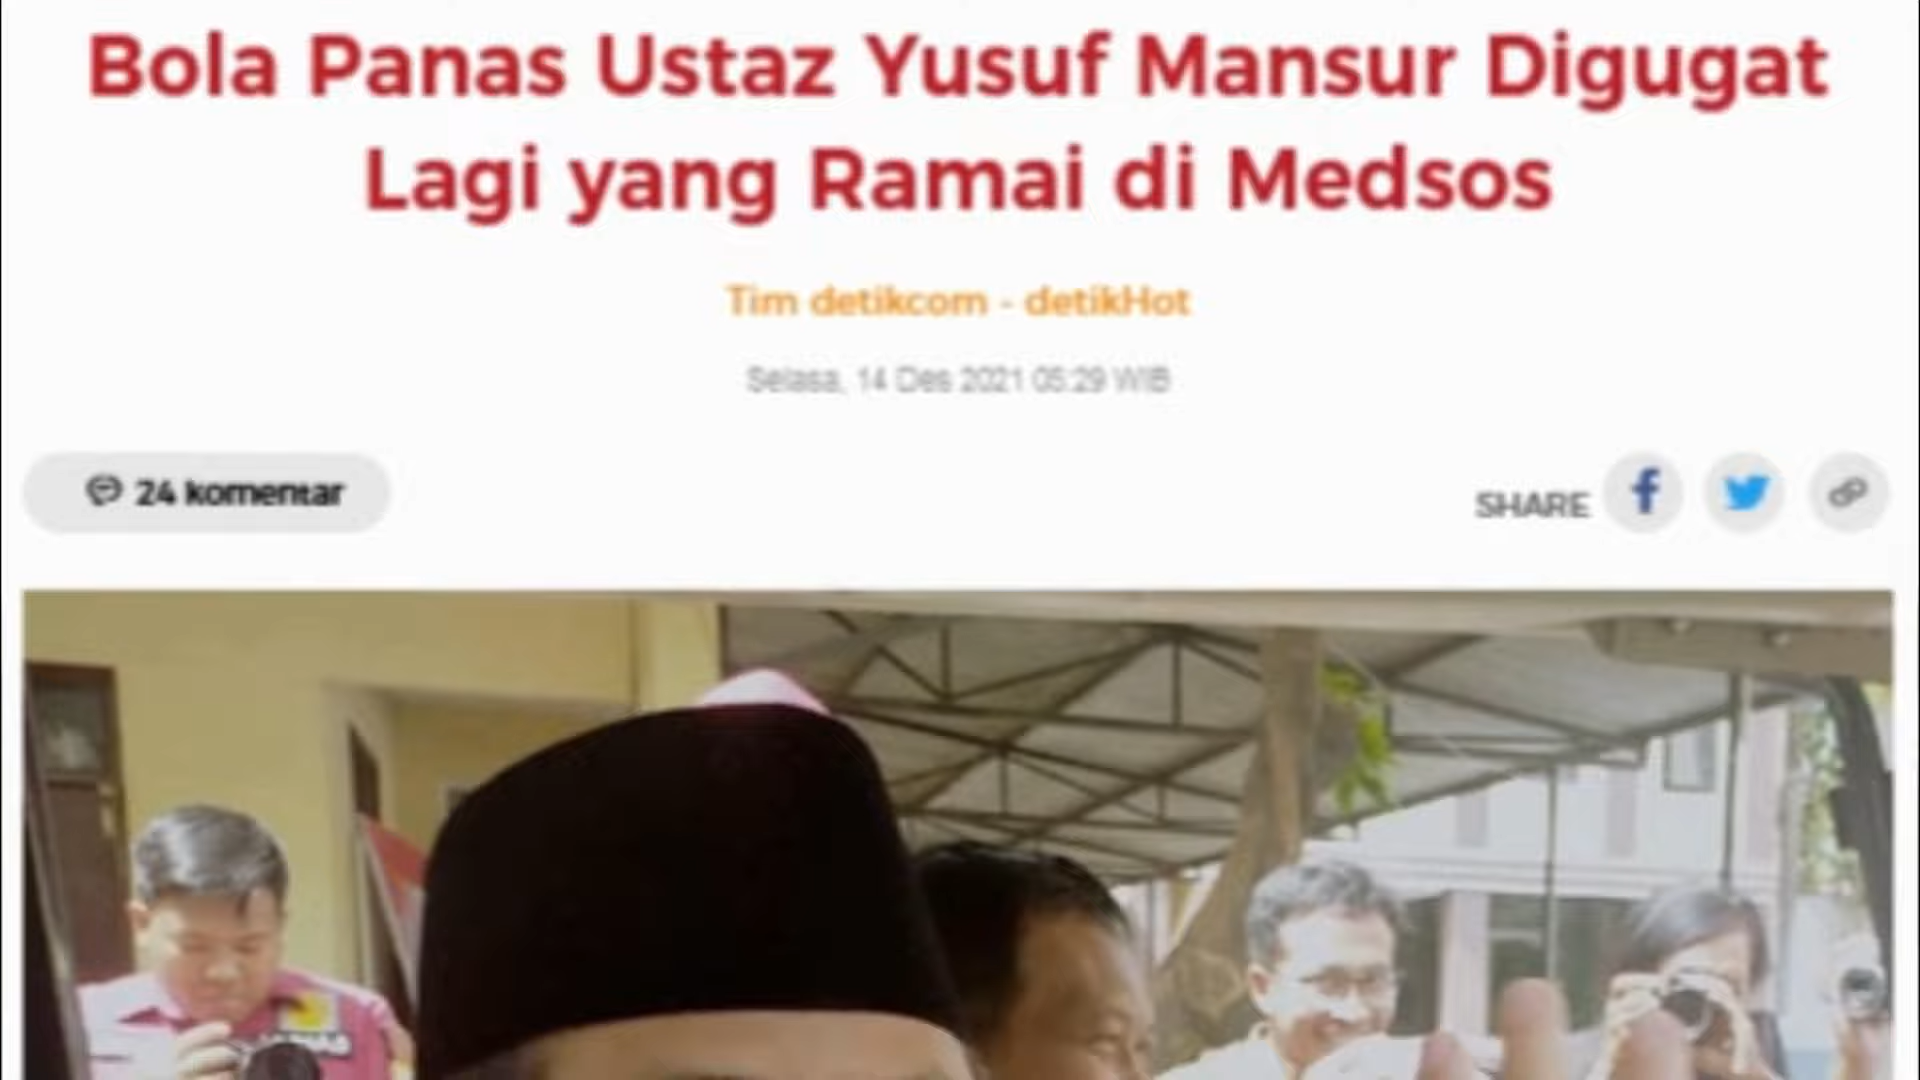 Bola Panas Ustaz Yusuf Mansur Digugat
Lagi yang Ramai di Medsos
Tim detikcom - detikHot
Selasa, 14 Des 2021 05:29 WIB
24 komentar
SHARE